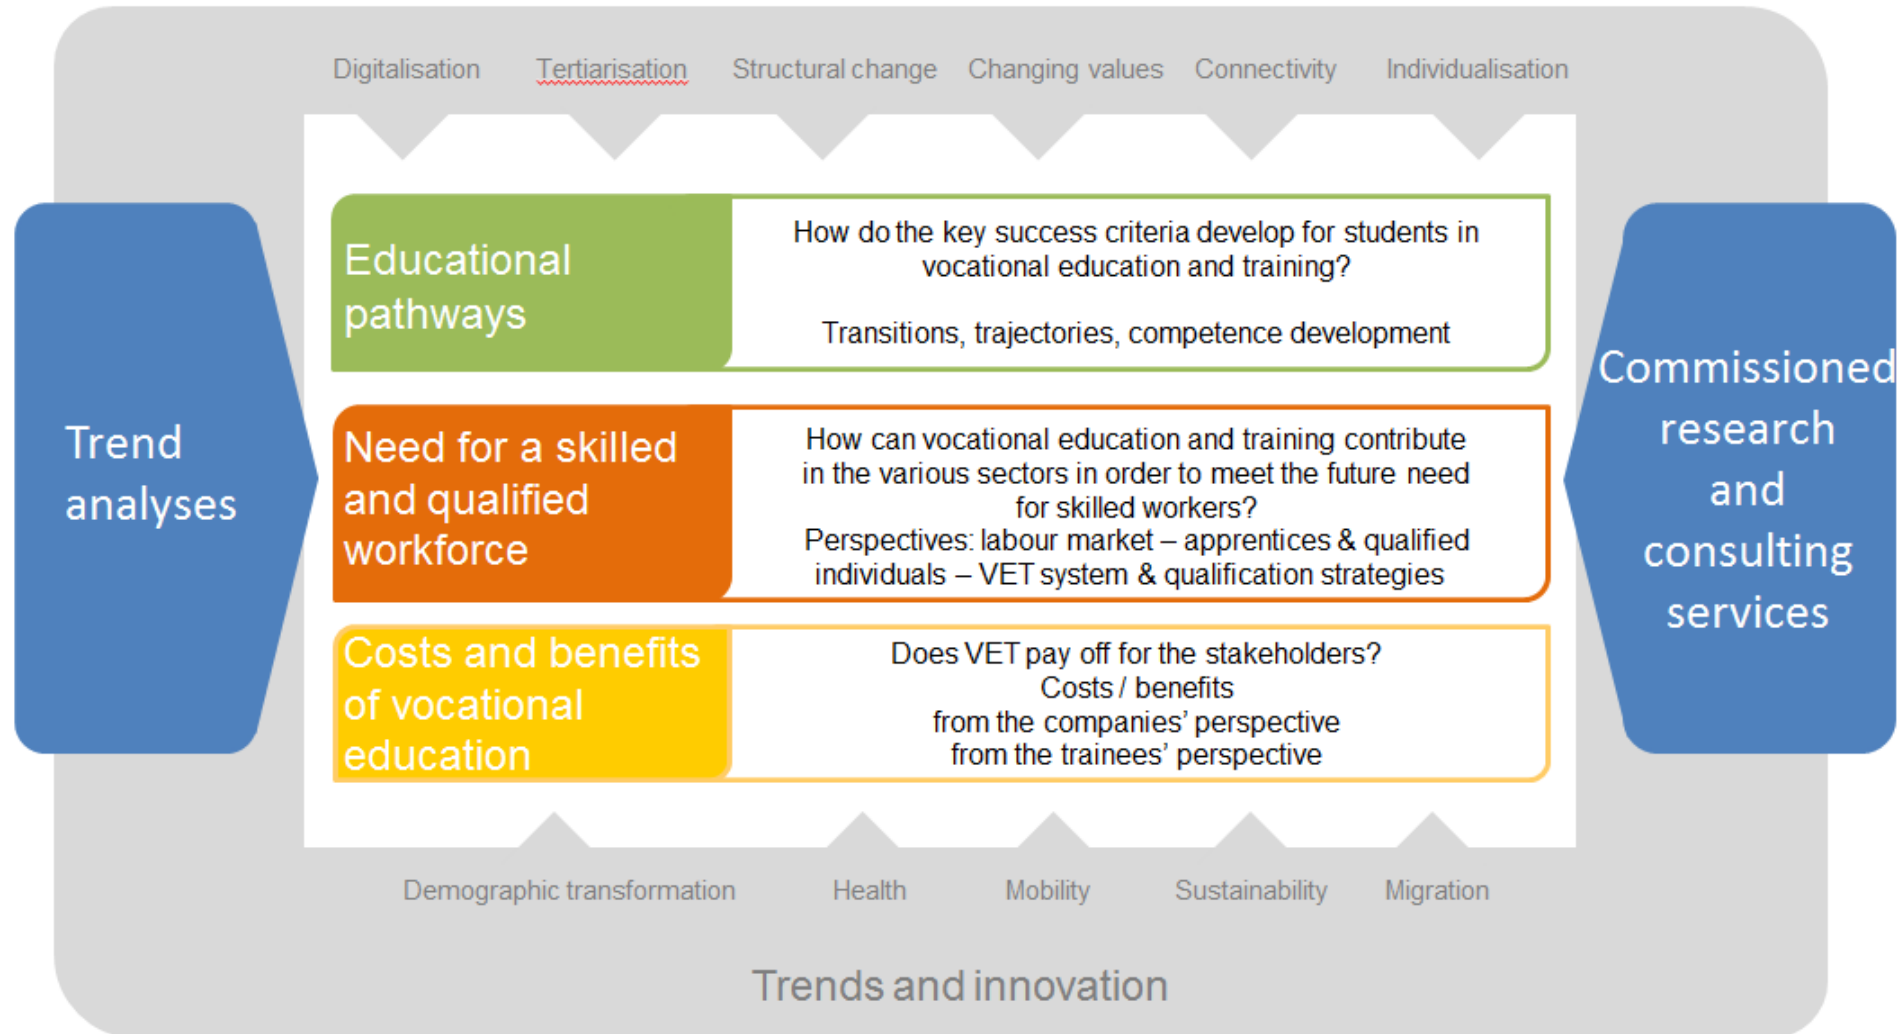 Digitalisation Tertiarisation Structural change Changing values Connectivity Individualisation
Trend
analyses
Educational
pathways
How do the key success criteria develop for students in
vocational education and training?
Transitions, trajectories, competence development
Need for a skilled
and qualified
workforce
How can vocational education and training contribute
in the various sectors in order to meet the future need
for skilled workers?
Perspectives: labour market – apprentices & qualified
individuals – VET system & qualification strategies
Costs and benefits
of vocational
education
Does VET pay off for the stakeholders?
Costs / benefits
from the companies’ perspective
from the trainees’ perspective
Commissioned
research
and
consulting
services
Demographic transformation Health Mobility Sustainability Migration
Trends and innovation